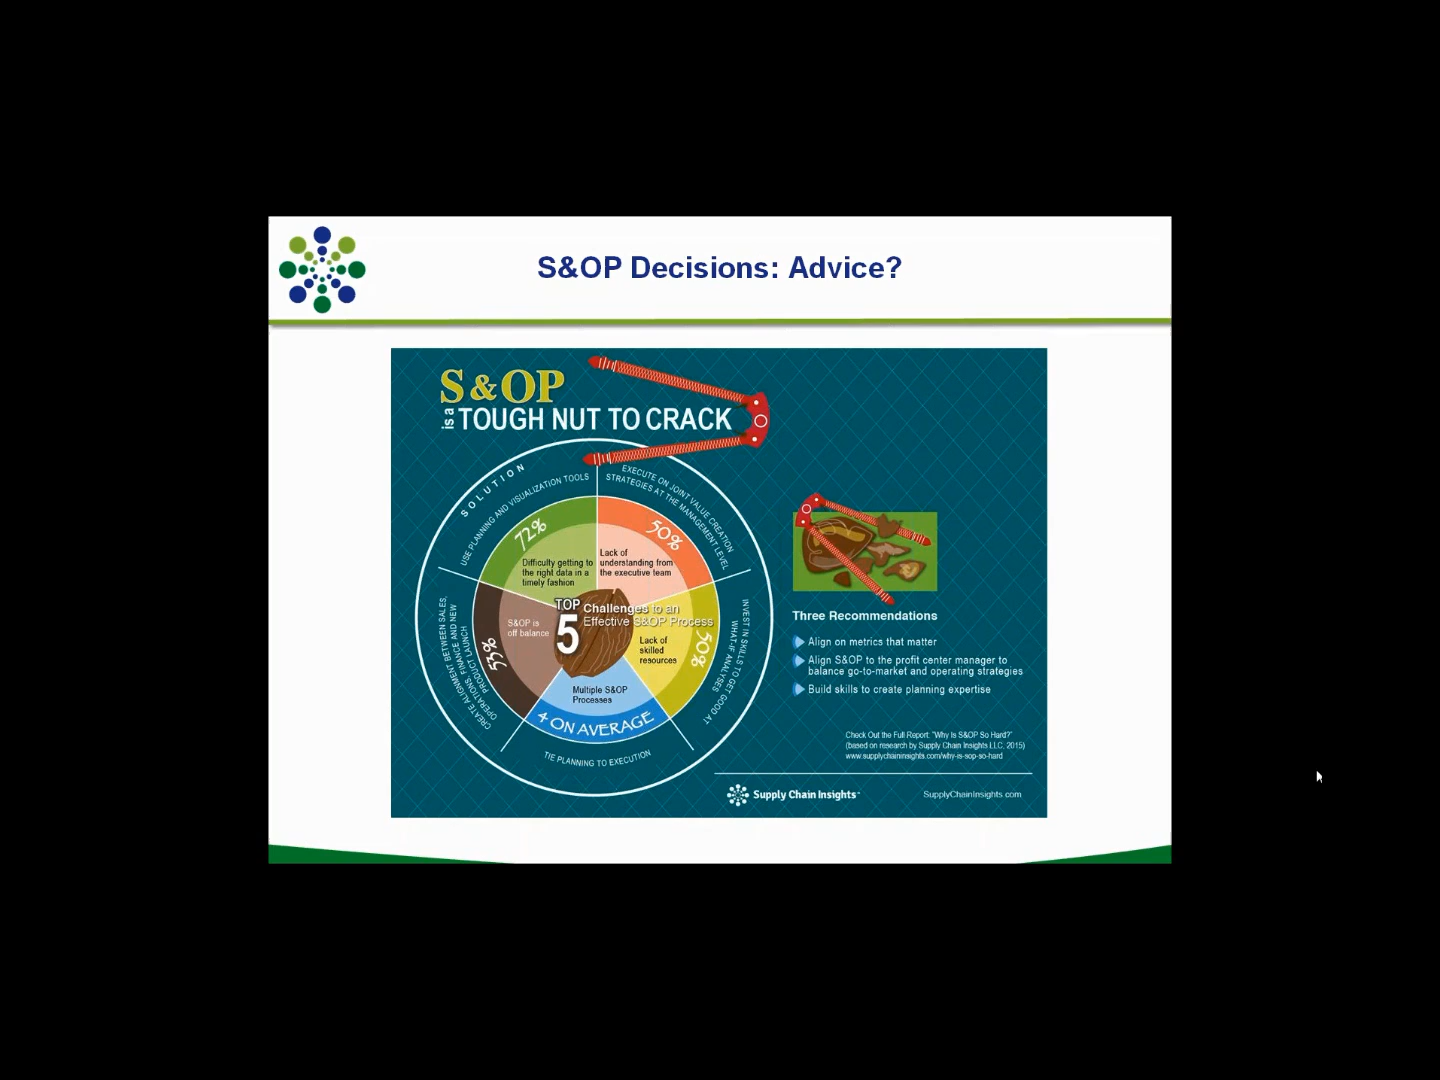 S&OP Decisions: Advice?
S&OP
is a TOUGH NUT TO CRACK
SOLUTION
USE PLANNING AND VISUALIZATION TOOLS
72%
Difficulty getting to
the right data in a
timely fashion
EXECUTE ON JOINT VALUE CREATION
STRATEGIES AT THE MANAGEMENT LEVEL
50%
Lack of
understanding from
the executive team
INVEST IN SKILLS TO GET GOOD AT
WHAT-IF ANALYSES
50%
Lack of
skilled
resources
TOP
5
Challenges to an
Effective S&OP Process
Multiple S&OP
Processes
4 ON AVERAGE
TIE PLANNING TO EXECUTION
S&OP is
off balance
53%
CREATE ALIGNMENT BETWEEN SALES,
OPERATIONS, FINANCE AND NEW
PRODUCT LAUNCH
Three Recommendations
Align on metrics that matter
Align S&OP to the profit center manager to
balance go-to-market and operating strategies
Build skills to create planning expertise
Check Out the Full Report: "Why Is S&OP So Hard?"
(based on research by Supply Chain Insights LLC, 2015)
www.supplychaininsights.com/why-is-sop-so-hard
Supply Chain Insights
SupplyChainInsights.com